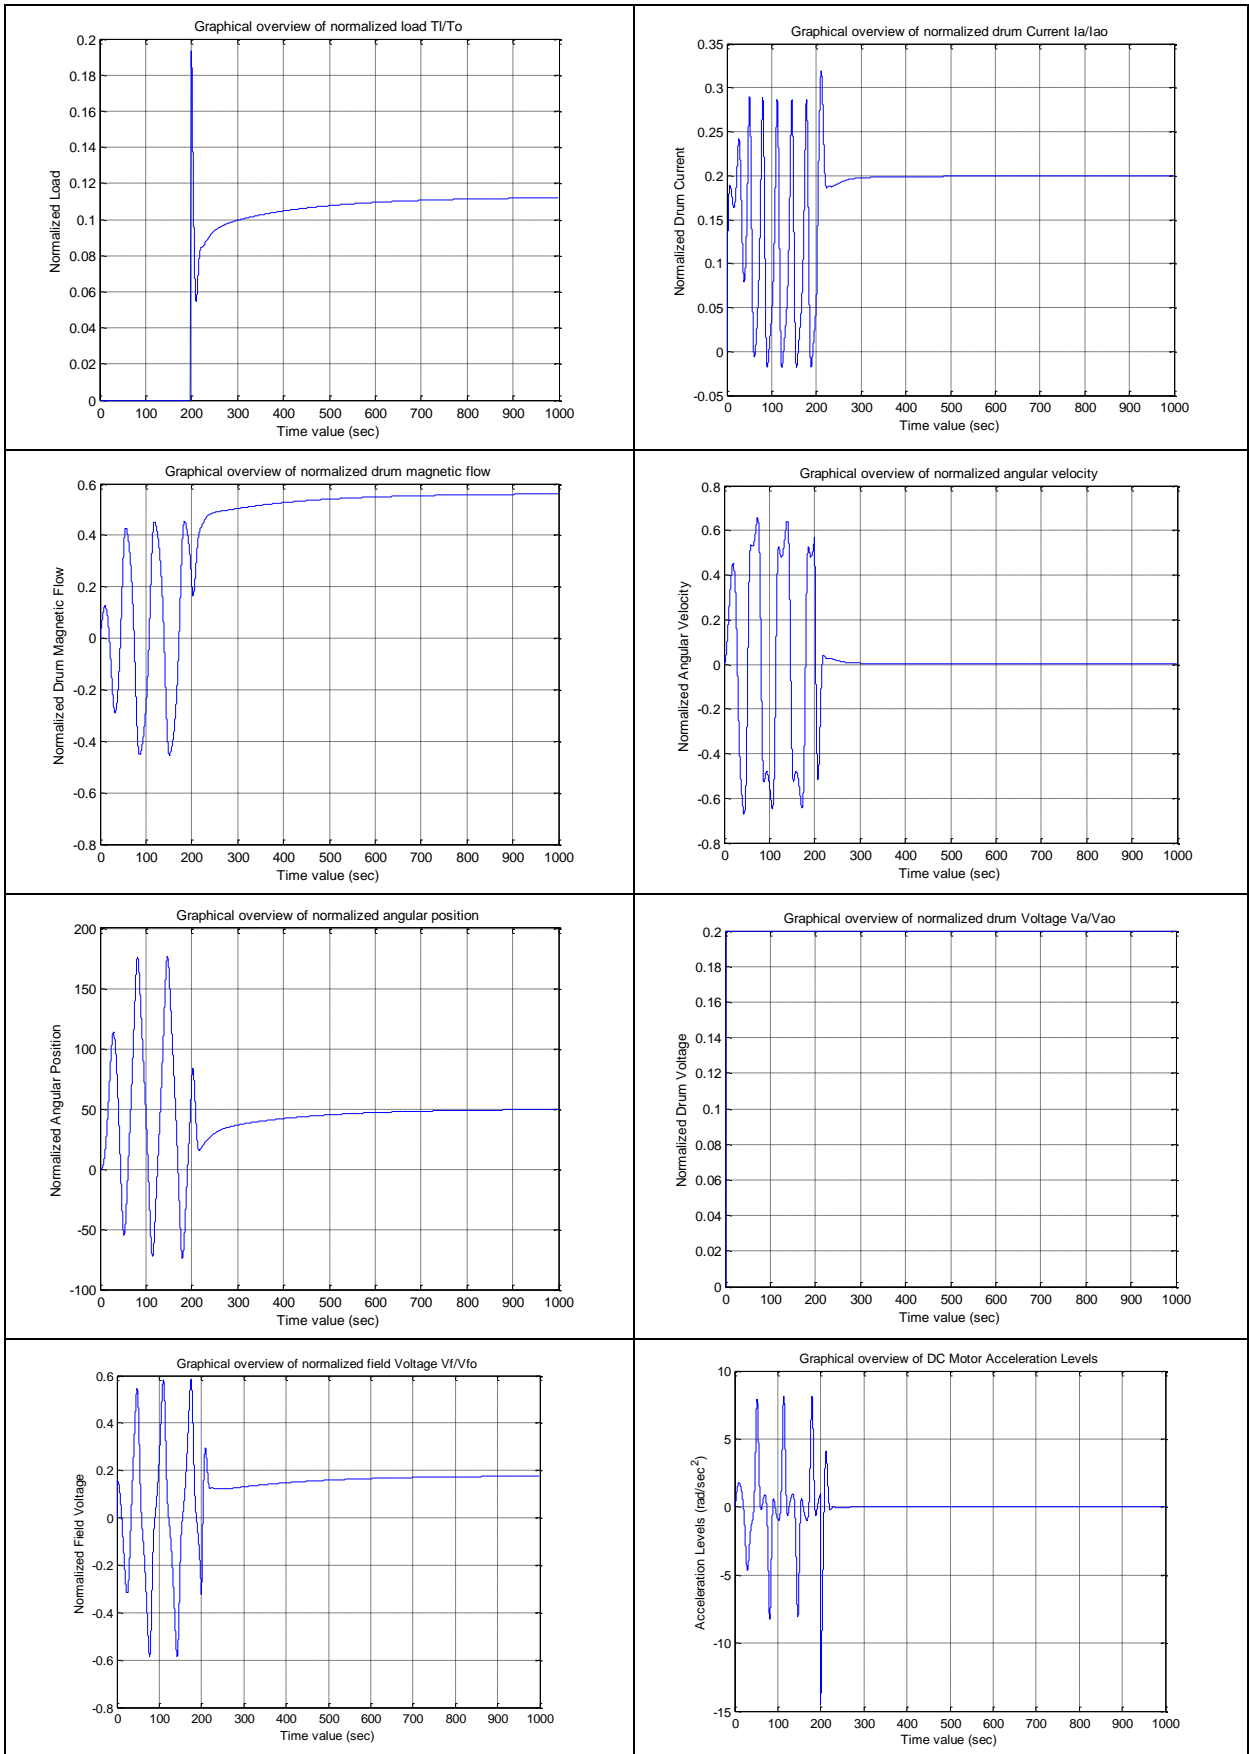 Graphical overview of normalized load Tl/To
0.2
0.18
0.16
0.14
0.12
0.1
0.08
0.06
0.04
0.02
0
Normalized Load
0 100 200 300 400 500 600 700 800 900 1000
Time value (sec)
Graphical overview of normalized drum Current Ia/Iao
0.35
0.3
0.25
0.2
0.15
0.1
0.05
0
-0.05
Normalized Drum Current
0 100 200 300 400 500 600 700 800 900 1000
Time value (sec)
Graphical overview of normalized drum magnetic flow
0.6
0.4
0.2
0
-0.2
-0.4
-0.6
-0.8
Normalized Drum Magnetic Flow
0 100 200 300 400 500 600 700 800 900 1000
Time value (sec)
Graphical overview of normalized angular velocity
0.8
0.6
0.4
0.2
0
-0.2
-0.4
-0.6
-0.8
Normalized Angular Velocity
0 100 200 300 400 500 600 700 800 900 1000
Time value (sec)
Graphical overview of normalized angular position
200
150
100
50
0
-50
-100
Normalized Angular Position
0 100 200 300 400 500 600 700 800 900 1000
Time value (sec)
Graphical overview of normalized drum Voltage Va/Vao
0.2
0.18
0.16
0.14
0.12
0.1
0.08
0.06
0.04
0.02
0
Normalized Drum Voltage
0 100 200 300 400 500 600 700 800 900 1000
Time value (sec)
Graphical overview of normalized field Voltage Vf/Vfo
0.6
0.4
0.2
0
-0.2
-0.4
-0.6
-0.8
Normalized Field Voltage
0 100 200 300 400 500 600 700 800 900 1000
Time value (sec)
Graphical overview of DC Motor Acceleration Levels
10
5
0
-5
-10
-15
Acceleration Levels (rad/sec²)
0 100 200 300 400 500 600 700 800 900 1000
Time value (sec)